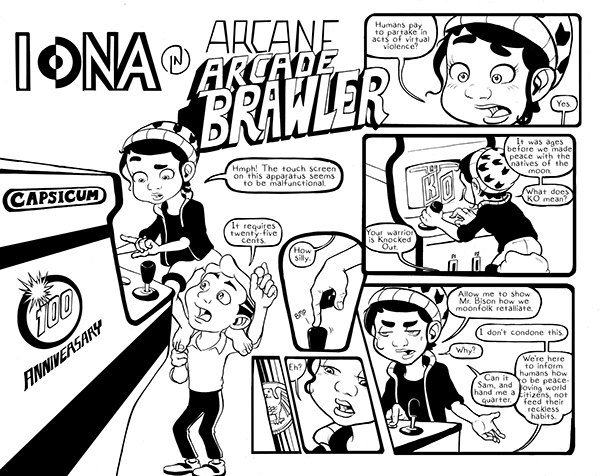 IONA
IN
ARCANE
ARCADE
BRAWLER
CAPSICUM
100
ANNIVERSARY
Hmph! The touch screen
on this apparatus seems
to be malfunctional.
It requires
twenty-five
cents.
How
silly.
BMP
Eh?
Humans pay
to partake in
acts of virtual
violence?
Yes.
It was ages
before we made
peace with the
natives of the
moon.
KO
What does
KO mean?
Your warrior
is Knocked
Out.
Allow me to show
Mr. Bison how we
moonfolk retalliate.
I don't condone this.
Why?
We're here
to inform
humans how
to be peace-
loving world
citizens, not
feed their
reckless
habits.
Can it
Sam, and
hand me a
quarter.